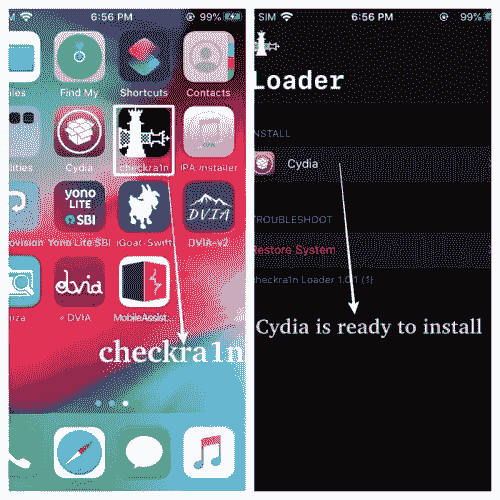 M 6:56 PM 99%
Find My Shortcuts Contacts
Cydia checkra1n IPA Installer
yono
LITE
SBI
DVIA
Yono Lite SBI iGoat-Swift DVIA-v2
dvia
DVIA MobileAssist...
checkra1n
SIM 6:56 PM 99%
Loader
NSTALL
Cydia
TROUBLESHOOT
Restore System
checkra1n Loader 1.0.1 (1)
Cydia is ready to install